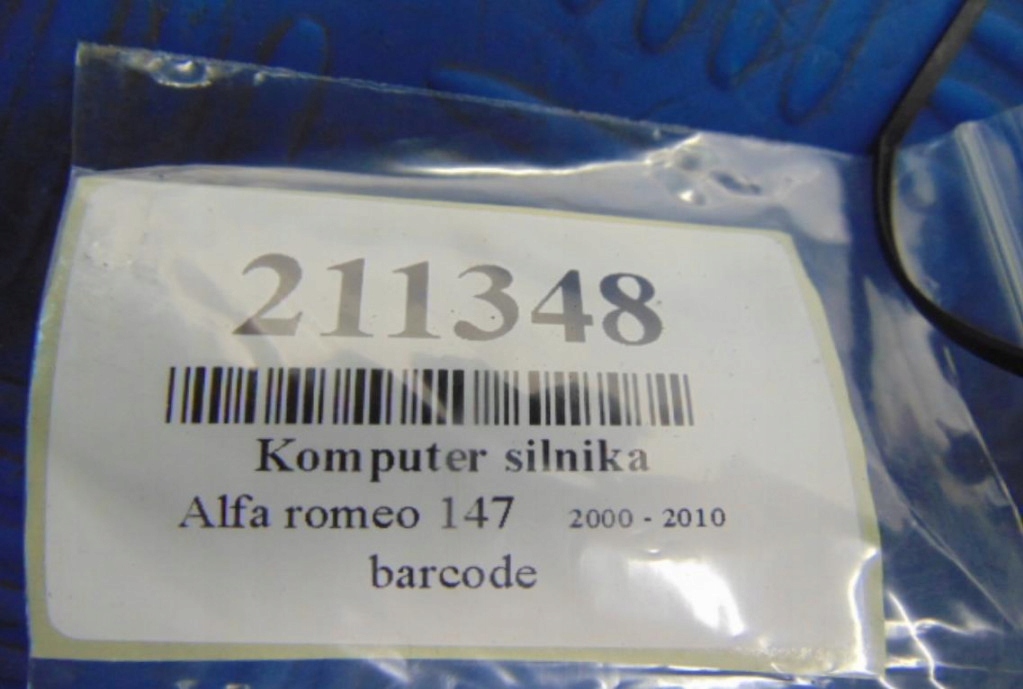 211348
Komputer silnika
Alfa romeo 147 2000 - 2010
barcode